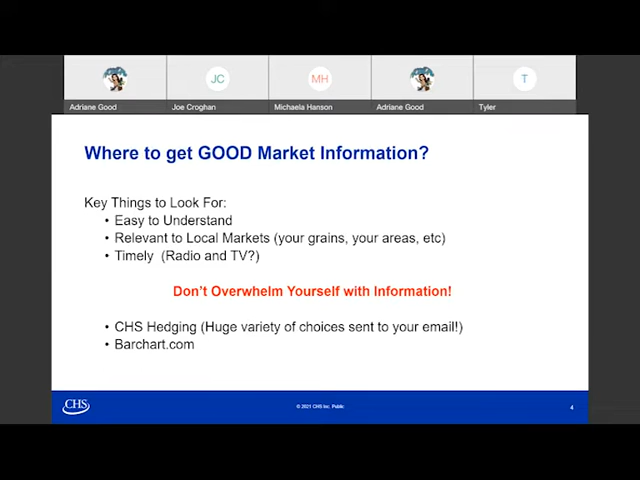 JC
MH
T
Adriane Good
Joe Croghan
Michaela Hanson
Adriane Good
Tyler
Where to get GOOD Market Information?
Key Things to Look For:
• Easy to Understand
• Relevant to Local Markets (your grains, your areas, etc)
• Timely (Radio and TV?)
Don't Overwhelm Yourself with Information!
• CHS Hedging (Huge variety of choices sent to your email!)
• Barchart.com
CHS
© 2021 CHS Inc. Public
4